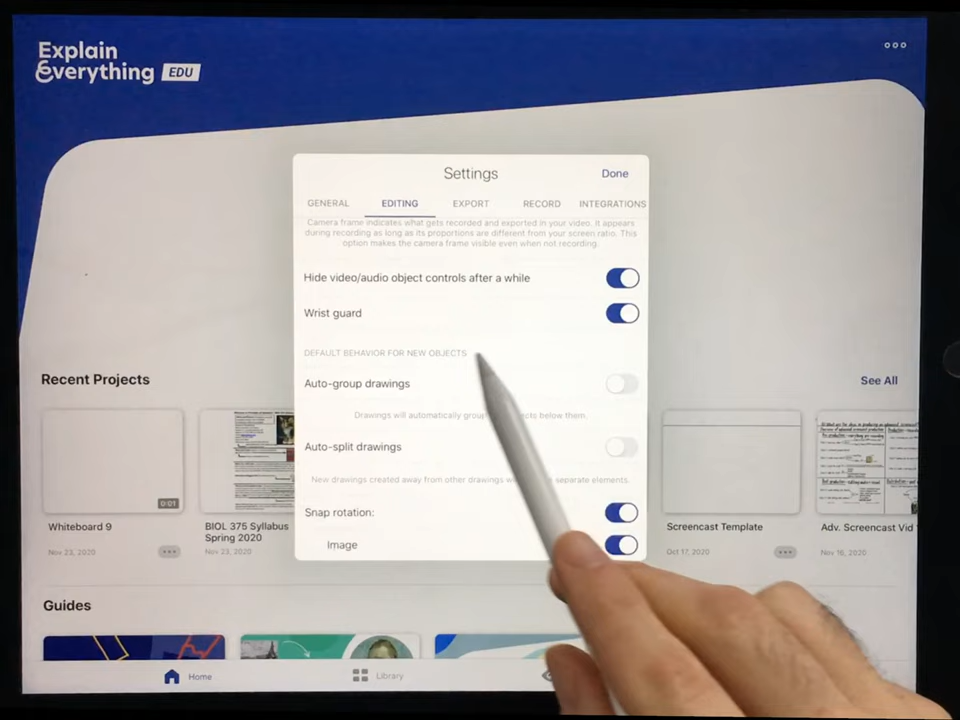 Explain
Everything EDU
Settings
Done
GENERAL
EDITING
EXPORT
RECORD
INTEGRATIONS
Camera frame indicates what gets recorded and exported in your video. It appears
during recording as long as its proportions are different from your screen ratio. This
option makes the camera frame visible even when not recording.
Hide video/audio object controls after a while
Wrist guard
DEFAULT BEHAVIOR FOR NEW OBJECTS
Auto-group drawings
Drawings will automatically below them.
Auto-split drawings
New drawings created away from other drawings separate elements.
Snap rotation:
Image
Recent Projects
See All
0:01
Whiteboard 9
Nov 23, 2020
BIOL 375 Syllabus
Spring 2020
Nov 23, 2020
Screencast Template
Oct 17, 2020
Adv. Screencast Vid
Nov 16, 2020
Guides
Home
Library